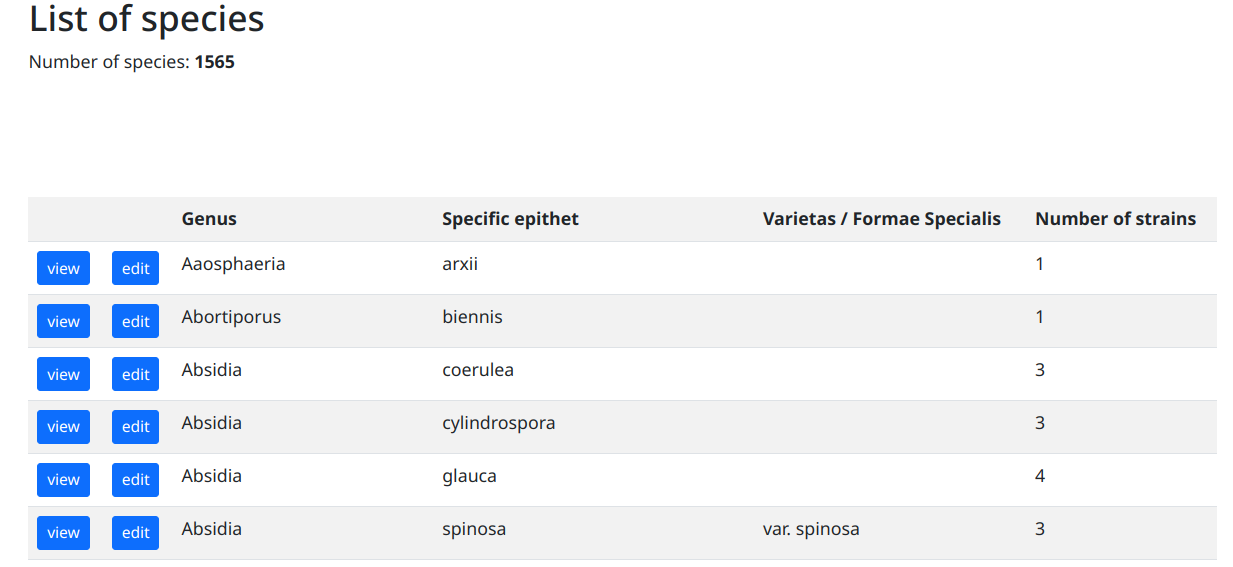 List of species
Number of species: 1565
Genus Specific epithet Varietas / Formae Specialis Number of strains
view edit Aaosphaeria arxii 1
view edit Abortiporus biennis 1
view edit Absidia coerulea 3
view edit Absidia cylindrospora 3
view edit Absidia glauca 4
view edit Absidia spinosa var. spinosa 3